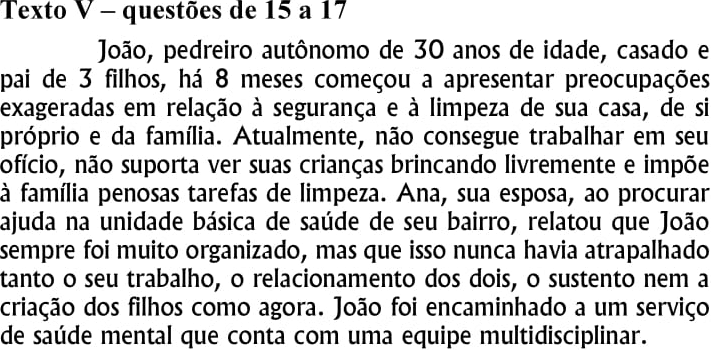 Texto V – questões de 15 a 17
João, pedreiro autônomo de 30 anos de idade, casado e
pai de 3 filhos, há 8 meses começou a apresentar preocupações
exageradas em relação à segurança e à limpeza de sua casa, de si
próprio e da família. Atualmente, não consegue trabalhar em seu
ofício, não suporta ver suas crianças brincando livremente e impõe
à família penosas tarefas de limpeza. Ana, sua esposa, ao procurar
ajuda na unidade básica de saúde de seu bairro, relatou que João
sempre foi muito organizado, mas que isso nunca havia atrapalhado
tanto o seu trabalho, o relacionamento dos dois, o sustento nem a
criação dos filhos como agora. João foi encaminhado a um serviço
de saúde mental que conta com uma equipe multidisciplinar.